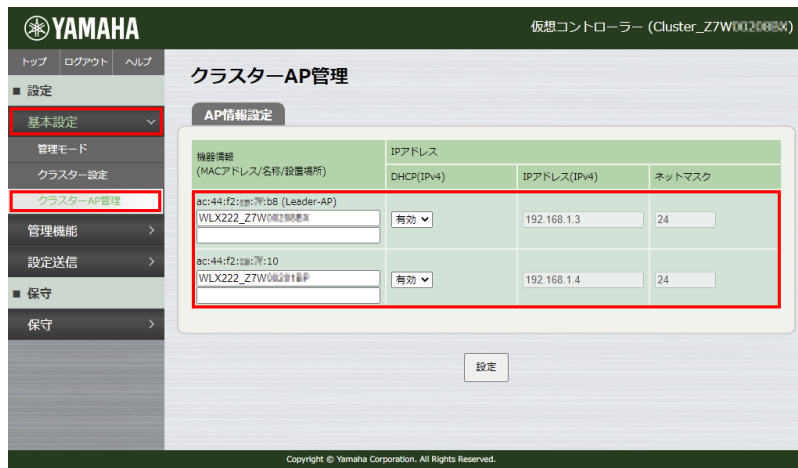 YAMAHA
仮想コントローラー (Cluster_Z7W
トップ ログアウト ヘルプ
■ 設定
基本設定
管理モード
クラスター設定
クラスターAP管理
管理機能
設定送信
■ 保守
保守
クラスターAP管理
AP情報設定
機器情報
(MACアドレス/名称/設置場所)
IPアドレス
DHCP(IPv4) IPアドレス(IPv4) ネットマスク
ac:44:f2: :b8 (Leader-AP)
WLX222_Z7W
有効 192.168.1.3 24
ac:44:f2: :10
WLX222_Z7W
有効 192.168.1.4 24
設定
Copyright © Yamaha Corporation. All Rights Reserved.